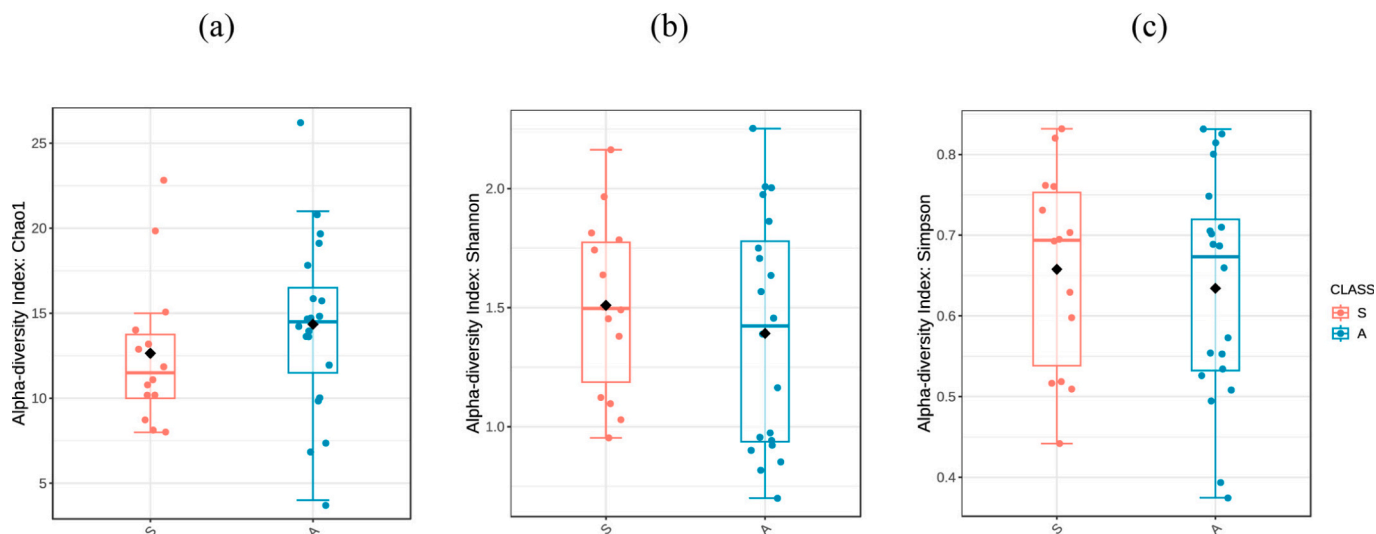 (a)
(b)
(c)
Alpha-diversity Index: Chao1
25
20
15
10
5
S
A
Alpha-diversity Index: Shannon
2.0
1.5
1.0
S
A
Alpha-diversity Index: Simpson
0.8
0.7
0.6
0.5
0.4
S
A
CLASS
S
A